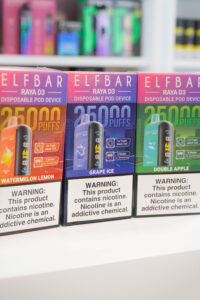 ELFBAR
RAYA D3
DISPOSABLE POD DEVICE
25000
PUFFS
WATERMELON LEMON
WARNING:
This product
contains nicotine.
Nicotine is an
addictive chemical.
ELFBAR
RAYA D3
DISPOSABLE POD DEVICE
25000
PUFFS
GRAPE ICE
WARNING:
This product
contains nicotine.
Nicotine is an
addictive chemical.
ELFBAR
RAYA D3
DISPOSABLE POD DEVICE
25000
PUFFS
DOUBLE APPLE
WARNING:
This product
contains nicotine.
Nicotine is an
addictive chemical.